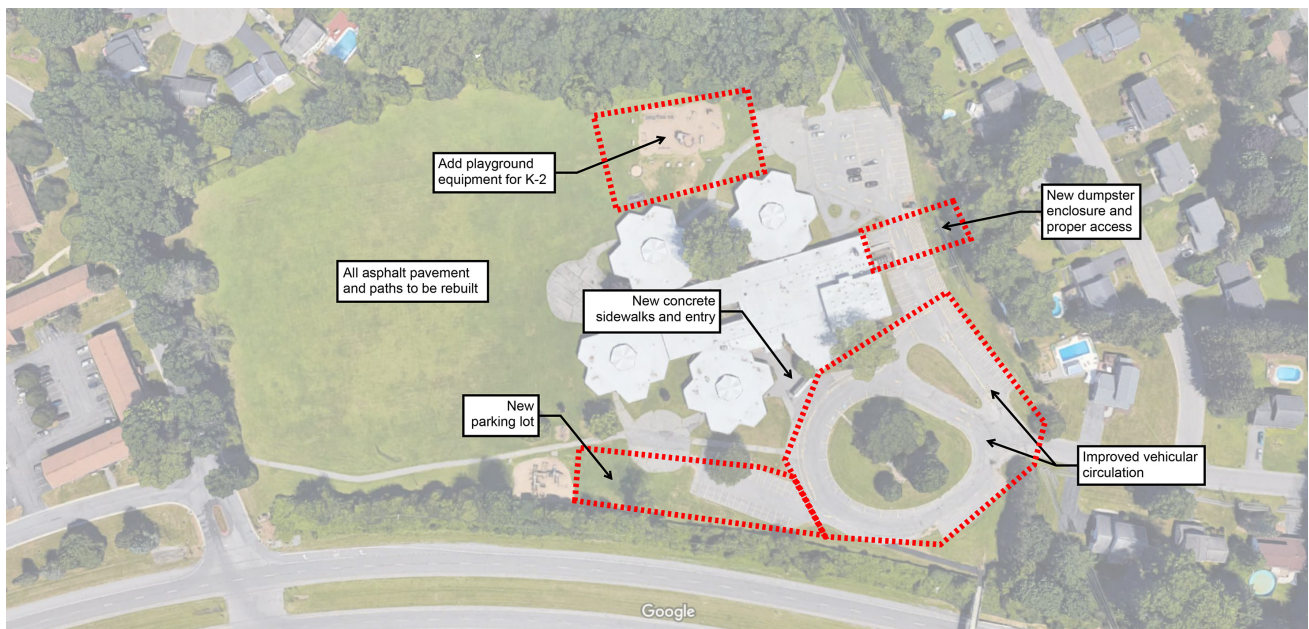 Add playground
equipment for K-2
New dumpster
enclosure and
proper access
All asphalt pavement
and paths to be rebuilt
New concrete
sidewalks and entry
New
parking lot
Improved vehicular
circulation
Google